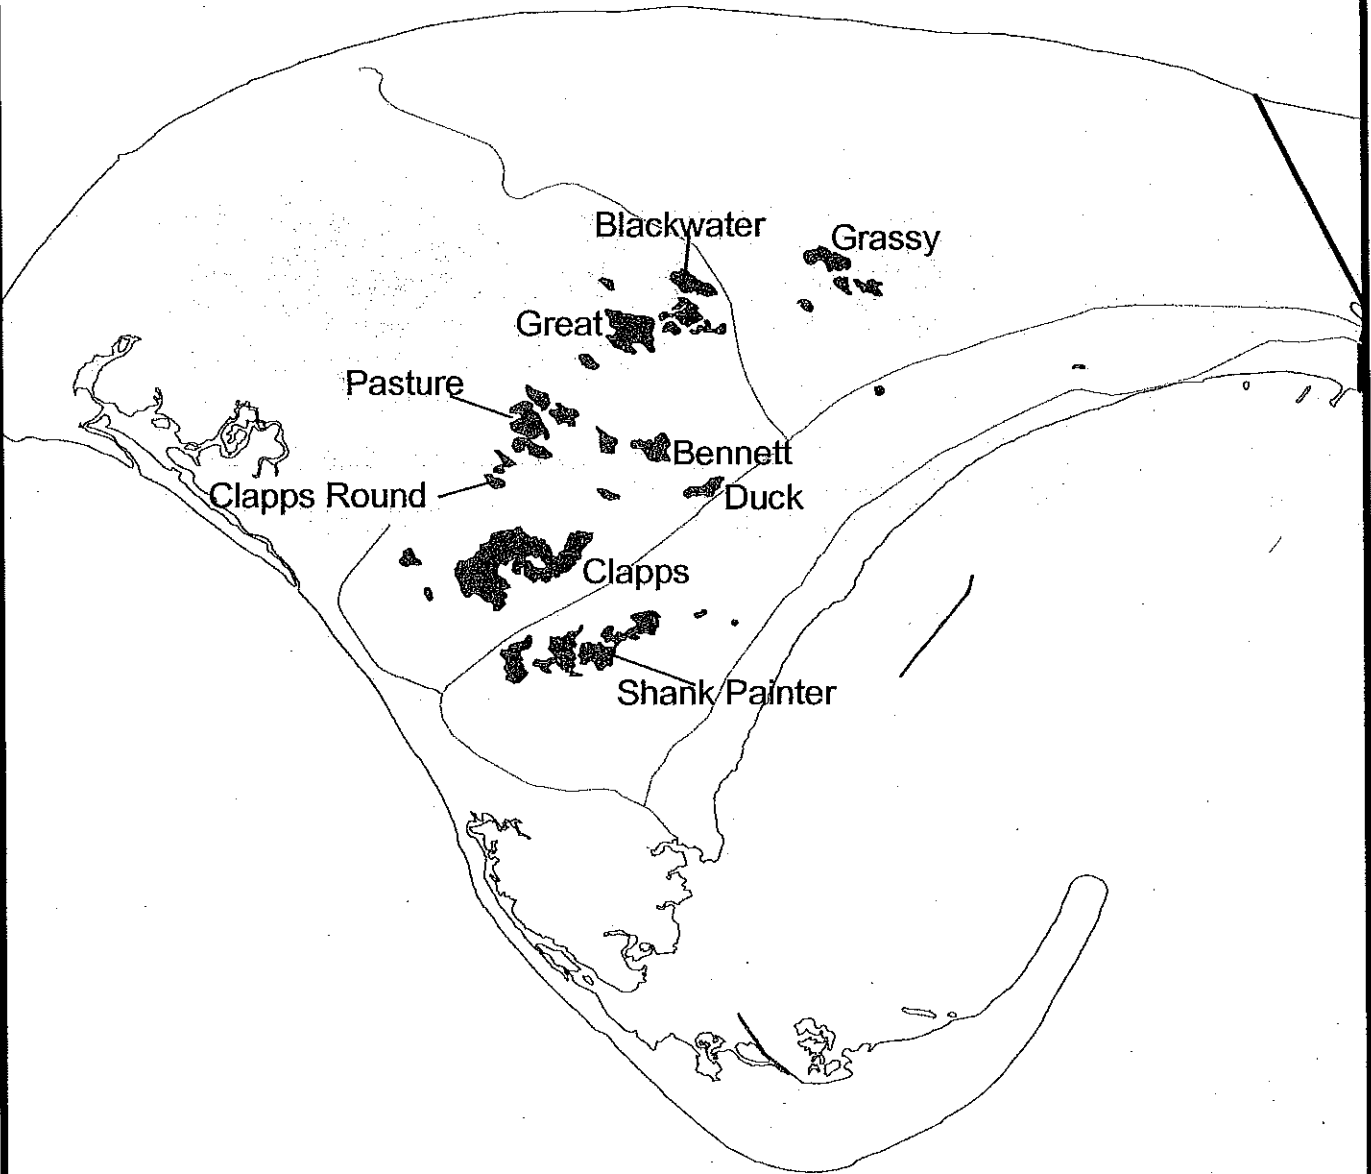 Blackwater
Grassy
Great
Pasture
Bennett
Clapps Round
Duck
Clapps
Shank Painter